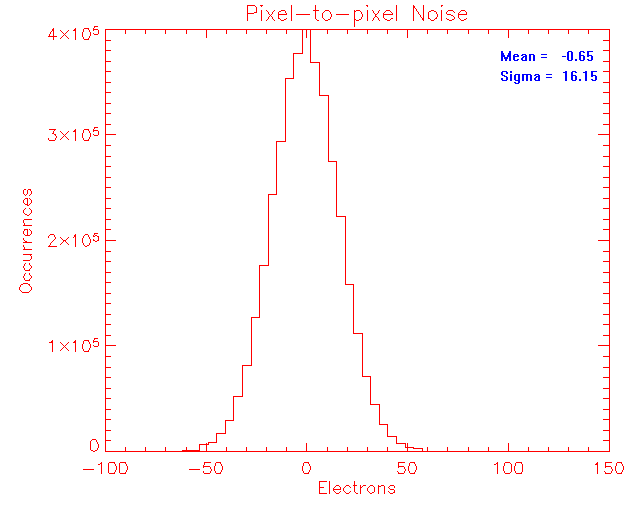 Pixel-to-pixel Noise
4×10⁵
Mean = -0.65
Sigma = 16.15
3×10⁵
2×10⁵
Occurrences
1×10⁵
0
-100 -50 0 50 100 150
Electrons